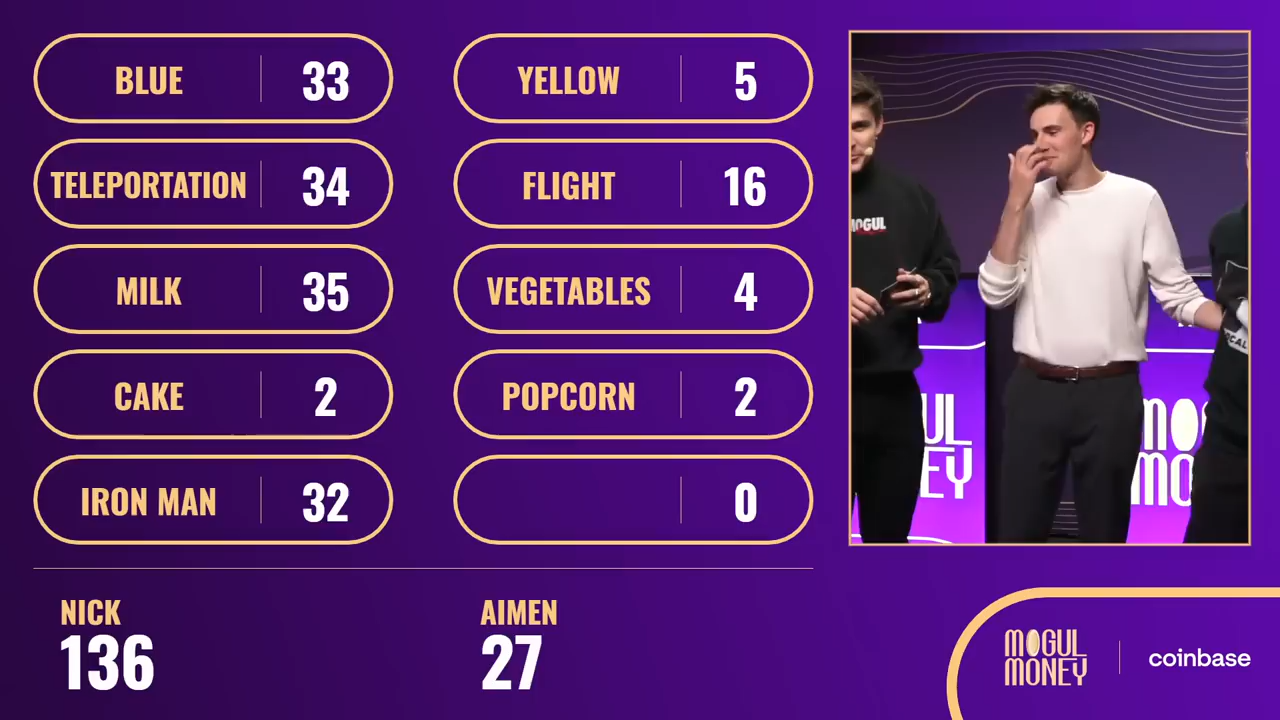 BLUE 33
TELEPORTATION 34
MILK 35
CAKE 2
IRON MAN 32
YELLOW 5
FLIGHT 16
VEGETABLES 4
POPCORN 2
0
NICK
136
AIMEN
27
MOGUL
MOGUL
MONEY
coinbase